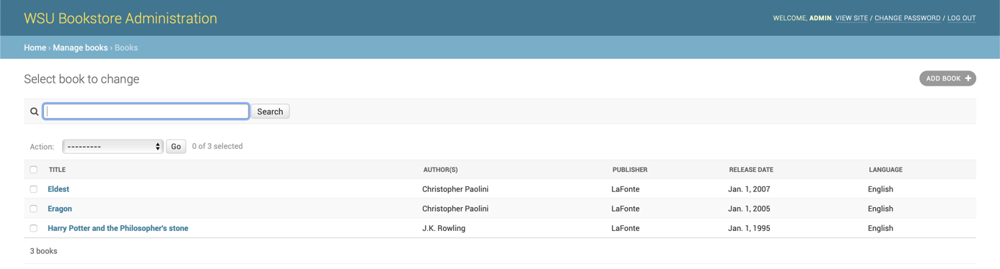 WSU Bookstore Administration
WELCOME, ADMIN. VIEW SITE / CHANGE PASSWORD / LOG OUT
Home › Manage books › Books
Select book to change
ADD BOOK +
Search
Action: --------- Go 0 of 3 selected
TITLE AUTHOR(S) PUBLISHER RELEASE DATE LANGUAGE
Eldest Christopher Paolini LaFonte Jan. 1, 2007 English
Eragon Christopher Paolini LaFonte Jan. 1, 2005 English
Harry Potter and the Philosopher's stone J.K. Rowling LaFonte Jan. 1, 1995 English
3 books